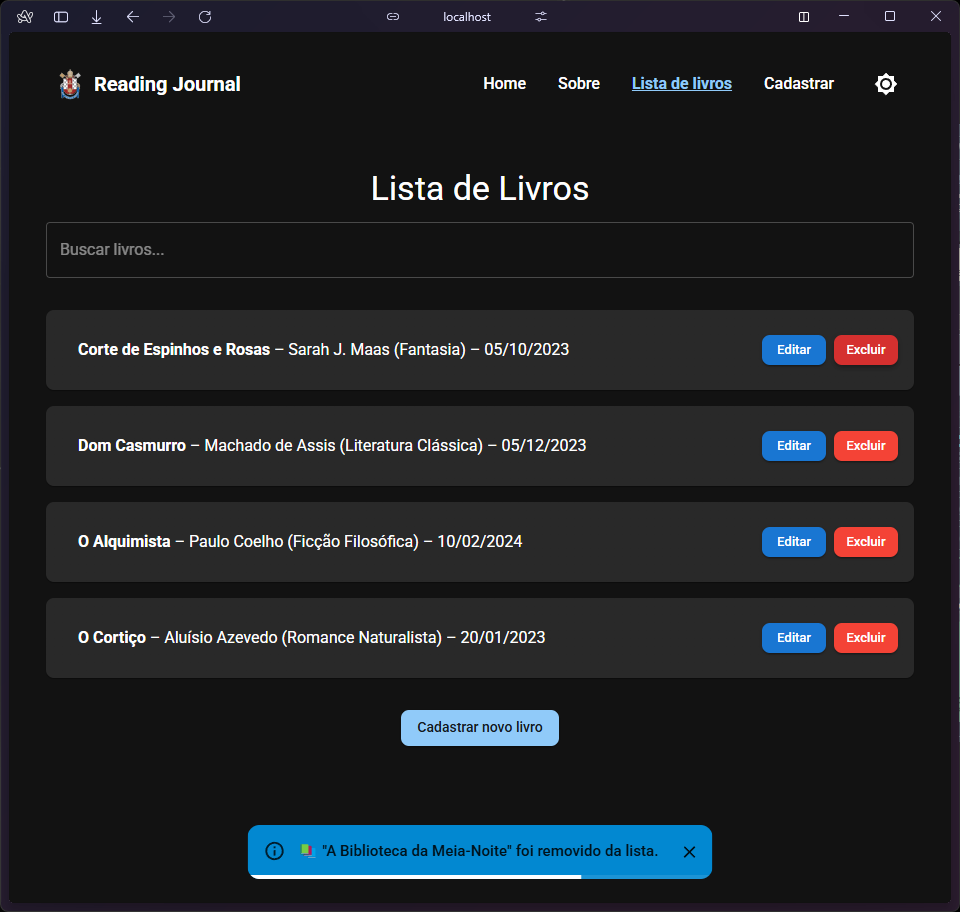 localhost
Reading Journal
Home Sobre Lista de livros Cadastrar
Lista de Livros
Buscar livros...
Corte de Espinhos e Rosas – Sarah J. Maas (Fantasia) – 05/10/2023 Editar Excluir
Dom Casmurro – Machado de Assis (Literatura Clássica) – 05/12/2023 Editar Excluir
O Alquimista – Paulo Coelho (Ficção Filosófica) – 10/02/2024 Editar Excluir
O Cortiço – Aluísio Azevedo (Romance Naturalista) – 20/01/2023 Editar Excluir
Cadastrar novo livro
"A Biblioteca da Meia-Noite" foi removido da lista.